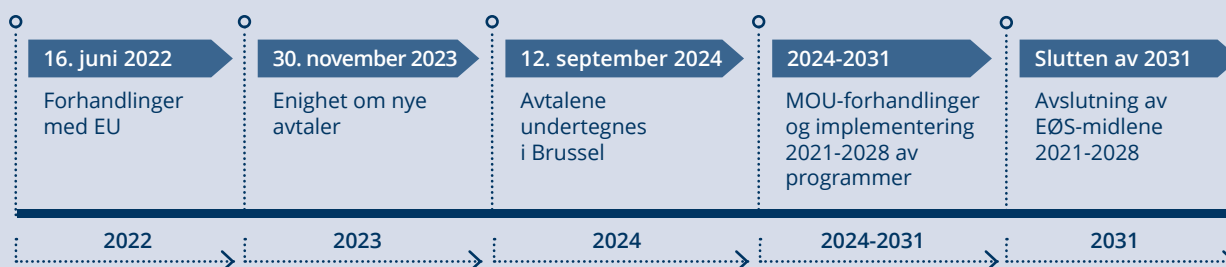 16. juni 2022
Forhandlinger
med EU
30. november 2023
Enighet om nye
avtaler
12. september 2024
Avtalene
undertegnes
i Brussel
2024-2031
MOU-forhandlinger
og implementering
2021-2028 av
programmer
Slutten av 2031
Avslutning av
EØS-midlene
2021-2028
2022
2023
2024
2024-2031
2031